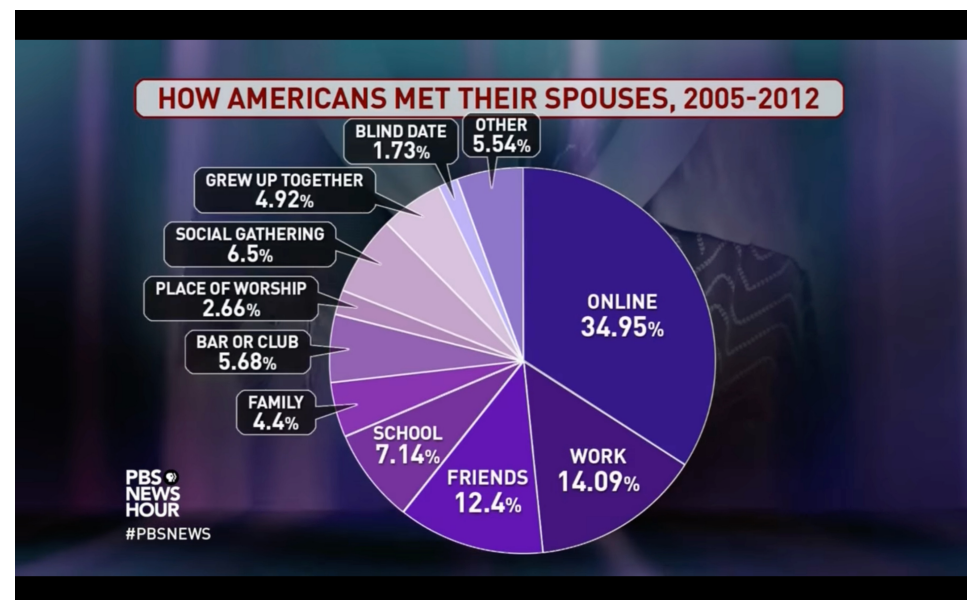 HOW AMERICANS MET THEIR SPOUSES, 2005-2012
OTHER
5.54%
BLIND DATE
1.73%
GREW UP TOGETHER
4.92%
SOCIAL GATHERING
6.5%
PLACE OF WORSHIP
2.66%
BAR OR CLUB
5.68%
FAMILY
4.4%
SCHOOL
7.14%
FRIENDS
12.4%
WORK
14.09%
ONLINE
34.95%
PBS
NEWS
HOUR
#PBSNEWS